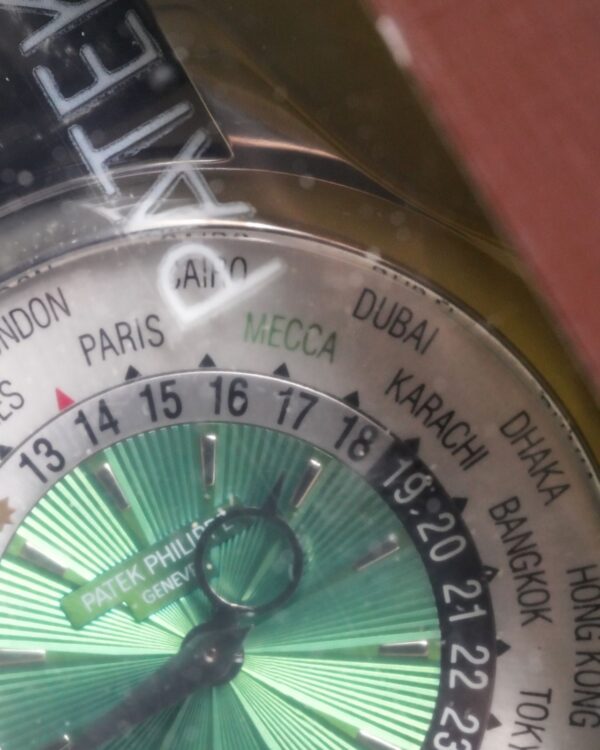 PATEK
CAIRO
DUBAI
PARIS
MECCA
KARACHI
DHAKA
BANGKOK
HONG KONG
13 14 15 16 17 18 19 20 21 22 23
PATEK PHILIPPE
GENEVE